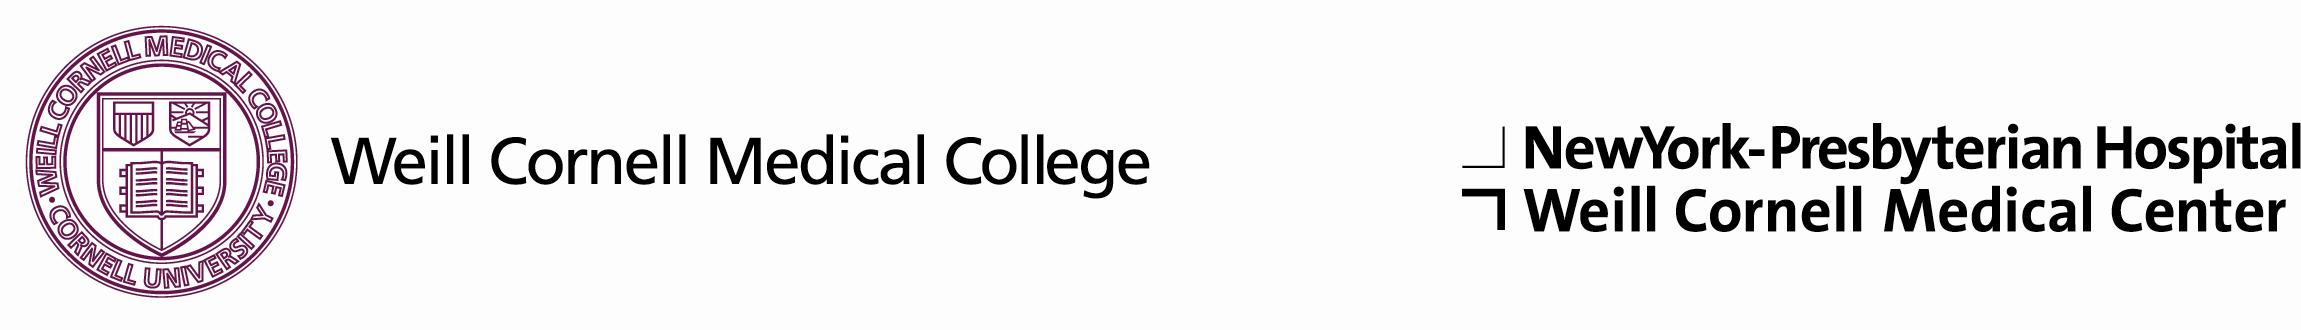 WEILL CORNELL MEDICAL COLLEGE
• CORNELL UNIVERSITY •
Weill Cornell Medical College
NewYork-Presbyterian Hospital
Weill Cornell Medical Center